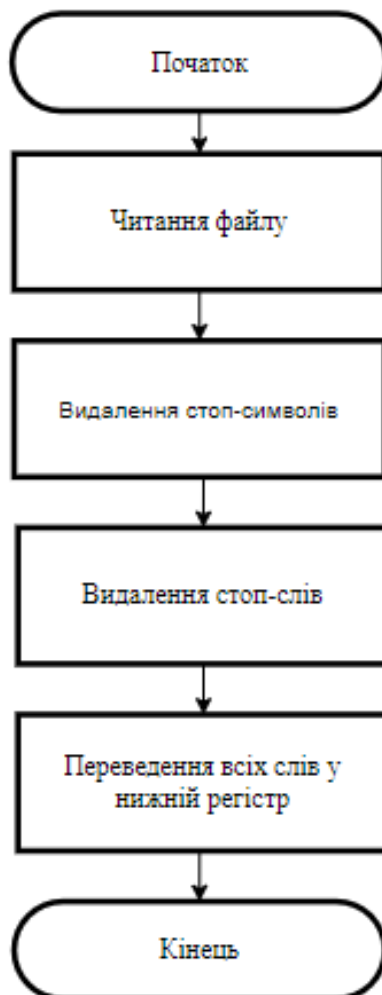 Початок
Читання файлу
Видалення стоп-символів
Видалення стоп-слів
Переведення всіх слів у
нижній регістр
Кінець